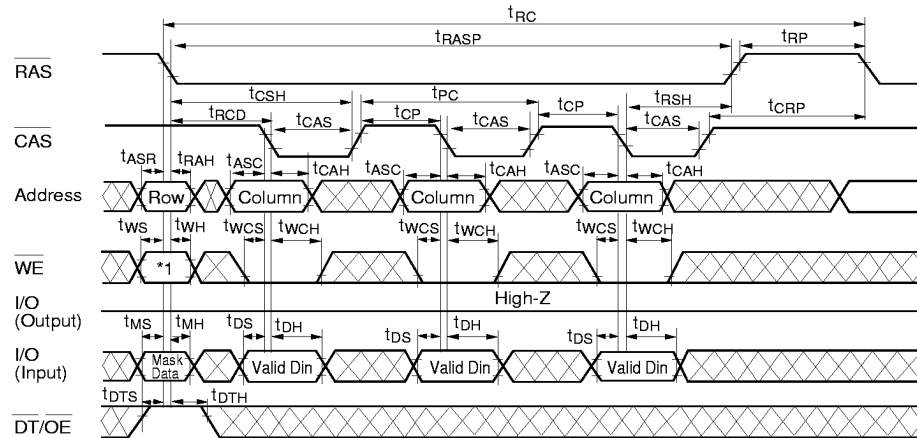 tRC
tRASP tRP
RAS
tCSH tPC tRSH
tRCD tCP tCP tCRP
CAS tCAS tCAS tCAS
tASR tRAH tASC tCAH tASC tCAH tASC tCAH
Address Row Column Column Column
tWS tWH tWCS tWCH tWCS tWCH tWCS tWCH
WE *1
I/O High-Z
(Output)
tMS tMH tDS tDH tDS tDH tDS tDH
I/O
(Input) Mask Data Valid Din Valid Din Valid Din
tDTS tDTH
DT/OE